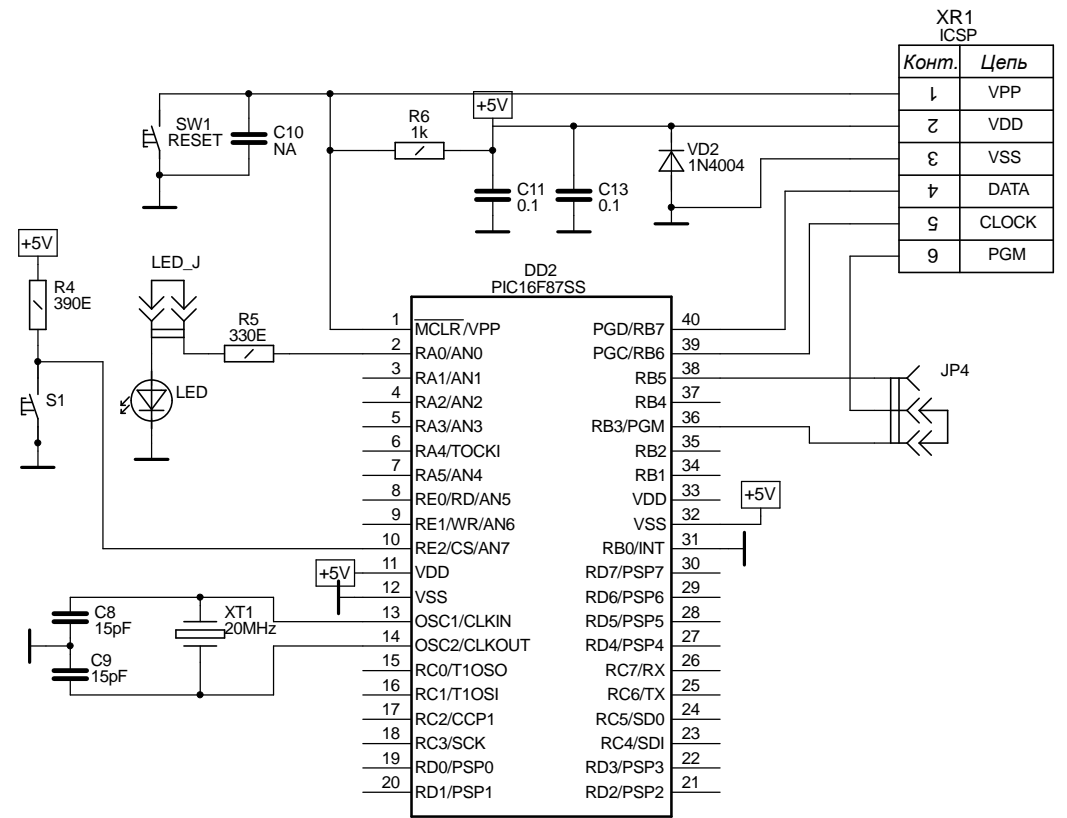 XR1
ICSP
Конт. Цепь
1 VPP
2 VDD
3 VSS
4 DATA
5 CLOCK
6 PGM
SW1
RESET
C10
NA
R6
1k
+5V
VD2
1N4004
C11
0.1
C13
0.1
+5V
R4
390E
S1
LED_J
R5
330E
LED
DD2
PIC16F87SS
1 MCLR/VPP
2 RA0/AN0
3 RA1/AN1
4 RA2/AN2
5 RA3/AN3
6 RA4/TOCKI
7 RA5/AN4
8 RE0/RD/AN5
9 RE1/WR/AN6
10 RE2/CS/AN7
+5V 11 VDD
12 VSS
13 OSC1/CLKIN
14 OSC2/CLKOUT
15 RC0/T1OSO
16 RC1/T1OSI
17 RC2/CCP1
18 RC3/SCK
19 RD0/PSP0
20 RD1/PSP1
PGD/RB7 40
PGC/RB6 39
RB5 38
RB4 37
RB3/PGM 36
RB2 35
RB1 34
VDD 33
VSS 32
RB0/INT 31
RD7/PSP7 30
RD6/PSP6 29
RD5/PSP5 28
RD4/PSP4 27
RC7/RX 26
RC6/TX 25
RC5/SD0 24
RC4/SDI 23
RD3/PSP3 22
RD2/PSP2 21
JP4
+5V
C8
15pF
C9
15pF
XT1
20MHz